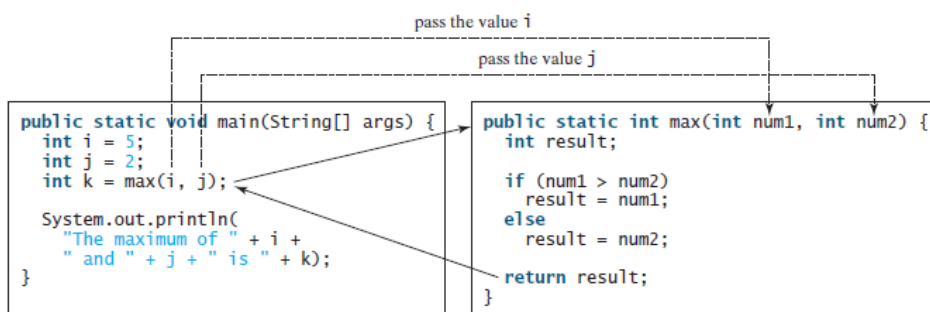 pass the value i
pass the value j
public static void main(String[] args) {
  int i = 5;
  int j = 2;
  int k = max(i, j);

  System.out.println(
    "The maximum of " + i +
    " and " + j + " is " + k);
}
public static int max(int num1, int num2) {
  int result;

  if (num1 > num2)
    result = num1;
  else
    result = num2;

  return result;
}